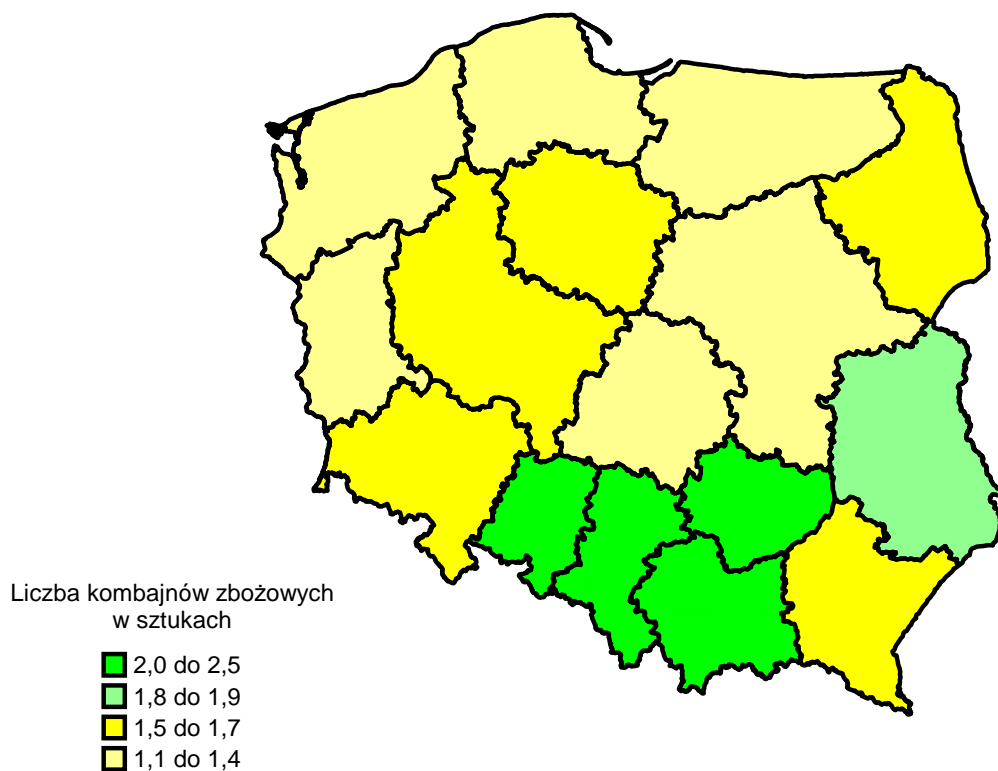 Liczba kombajnów zbożowych
w sztukach
2,0 do 2,5
1,8 do 1,9
1,5 do 1,7
1,1 do 1,4